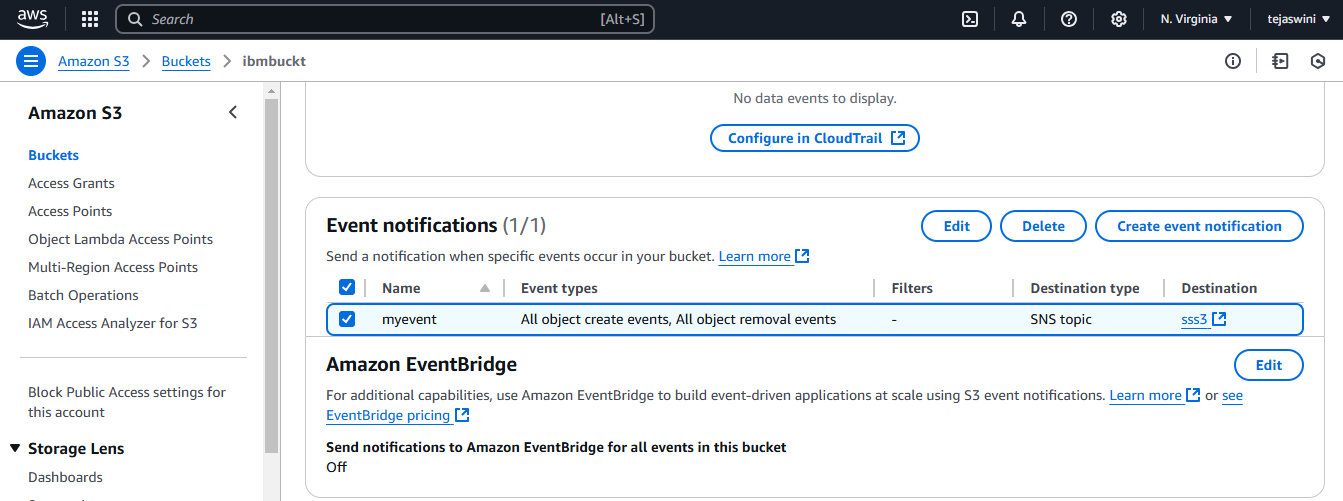 aws Search [Alt+S] N. Virginia tejaswini
Amazon S3 Buckets ibmbuckt
Amazon S3
Buckets
Access Grants
Access Points
Object Lambda Access Points
Multi-Region Access Points
Batch Operations
IAM Access Analyzer for S3
Block Public Access settings for
this account
Storage Lens
Dashboards
No data events to display.
Configure in CloudTrail
Event notifications (1/1) Edit Delete Create event notification
Send a notification when specific events occur in your bucket. Learn more
Name Event types Filters Destination type Destination
myevent All object create events, All object removal events - SNS topic sss3
Amazon EventBridge Edit
For additional capabilities, use Amazon EventBridge to build event-driven applications at scale using S3 event notifications. Learn more or see
EventBridge pricing
Send notifications to Amazon EventBridge for all events in this bucket
Off